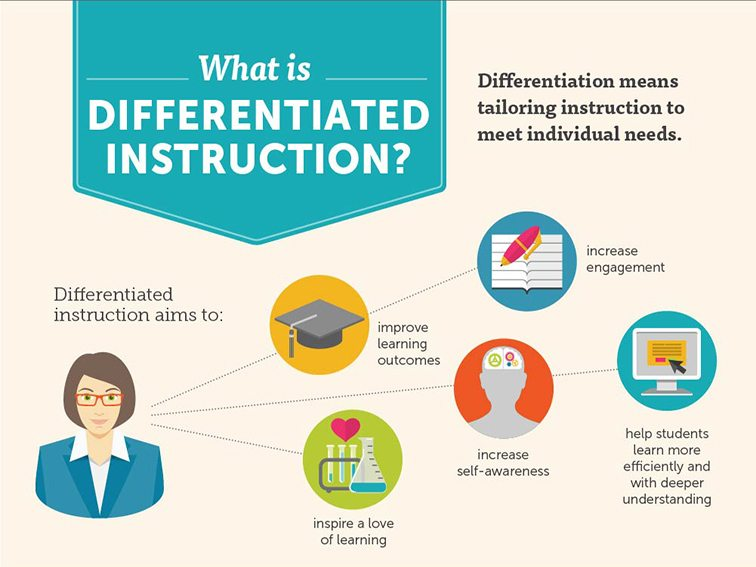 What is
DIFFERENTIATED
INSTRUCTION?
Differentiation means
tailoring instruction to
meet individual needs.
Differentiated
instruction aims to:
improve
learning
outcomes
increase
engagement
inspire a love
of learning
increase
self-awareness
help students
learn more
efficiently and
with deeper
understanding